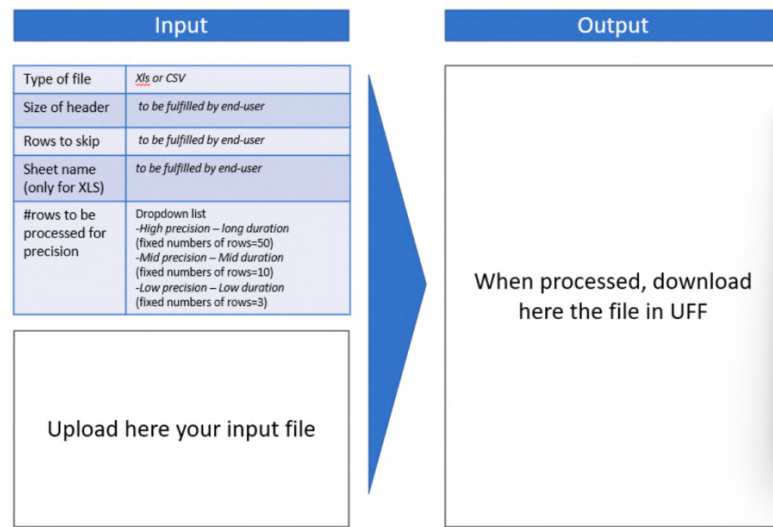 Input
Output
Type of file
Xls or CSV
Size of header
to be fulfilled by end-user
Rows to skip
to be fulfilled by end-user
Sheet name
(only for XLS)
to be fulfilled by end-user
#rows to be
processed for
precision
Dropdown list
-High precision – long duration
(fixed numbers of rows=50)
-Mid precision – Mid duration
(fixed numbers of rows=10)
-Low precision – Low duration
(fixed numbers of rows=3)
Upload here your input file
When processed, download
here the file in UFF